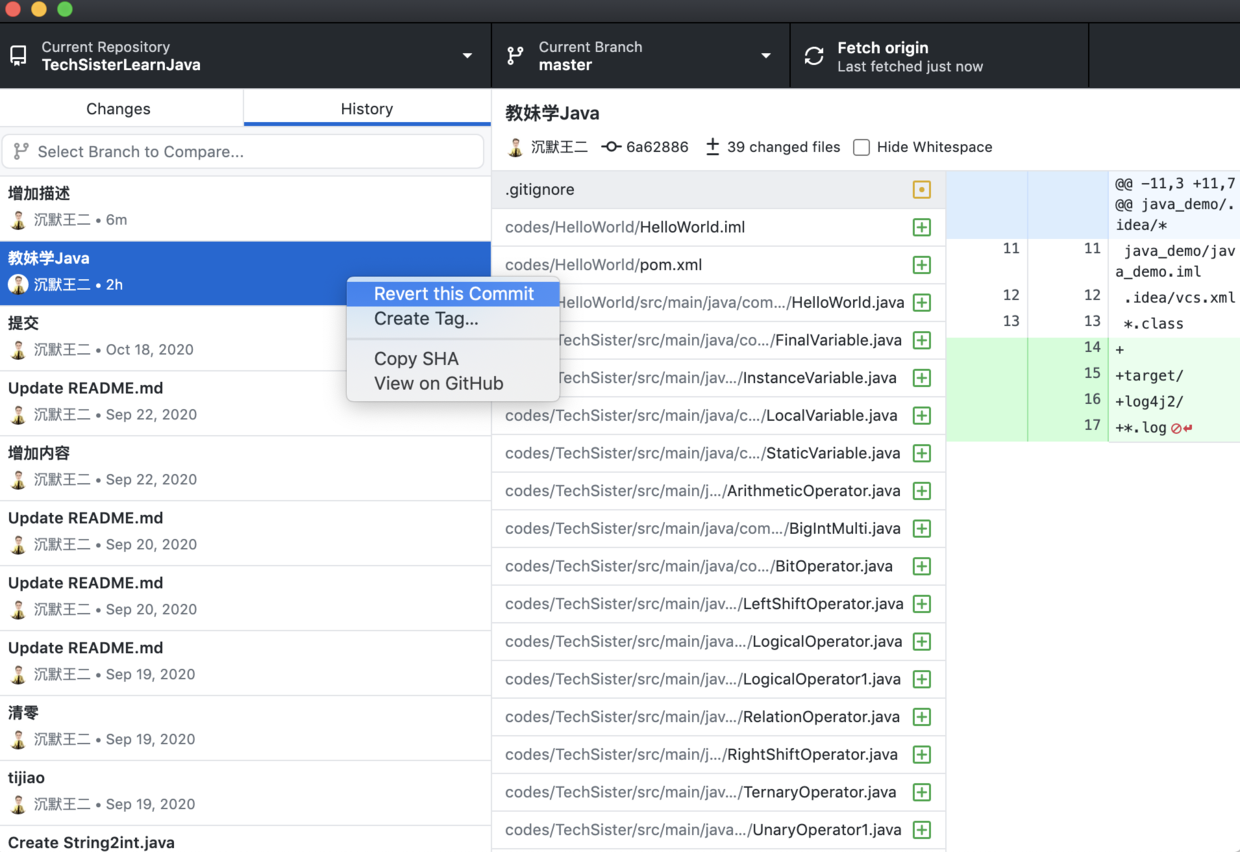 Current Repository
TechSisterLearnJava
Current Branch
master
Fetch origin
Last fetched just now
Changes
History
Select Branch to Compare...
增加描述
沉默王二 • 6m
教妹学Java
沉默王二 • 2h
提交
沉默王二 • Oct 18, 2020
Update README.md
沉默王二 • Sep 22, 2020
增加内容
沉默王二 • Sep 22, 2020
Update README.md
沉默王二 • Sep 20, 2020
Update README.md
沉默王二 • Sep 20, 2020
Update README.md
沉默王二 • Sep 19, 2020
清零
沉默王二 • Sep 19, 2020
tijiao
沉默王二 • Sep 19, 2020
Create String2int.java
Revert this Commit
Create Tag...
Copy SHA
View on GitHub
教妹学Java
沉默王二 6a62886 39 changed files Hide Whitespace
.gitignore
codes/HelloWorld/HelloWorld.iml
codes/HelloWorld/pom.xml
HelloWorld/src/main/java/com.../HelloWorld.java
TechSister/src/main/java/co.../FinalVariable.java
TechSister/src/main/java/.../InstanceVariable.java
codes/TechSister/src/main/java/c.../LocalVariable.java
codes/TechSister/src/main/java/c.../StaticVariable.java
codes/TechSister/src/main/j.../ArithmeticOperator.java
codes/TechSister/src/main/java/com.../BigIntMulti.java
codes/TechSister/src/main/java/co.../BitOperator.java
codes/TechSister/src/main/jav.../LeftShiftOperator.java
codes/TechSister/src/main/java.../LogicalOperator.java
codes/TechSister/src/main/jav.../LogicalOperator1.java
codes/TechSister/src/main/jav.../RelationOperator.java
codes/TechSister/src/main/j.../RightShiftOperator.java
codes/TechSister/src/main/jav.../TernaryOperator.java
codes/TechSister/src/main/java.../UnaryOperator1.java
@@ -11,3 +11,7
@@ java_demo/.
idea/*
11 11 java_demo/jav
a_demo.iml
12 12 .idea/vcs.xml
13 13 *.class
14 +
15 +target/
16 +log4j2/
17 +*.log